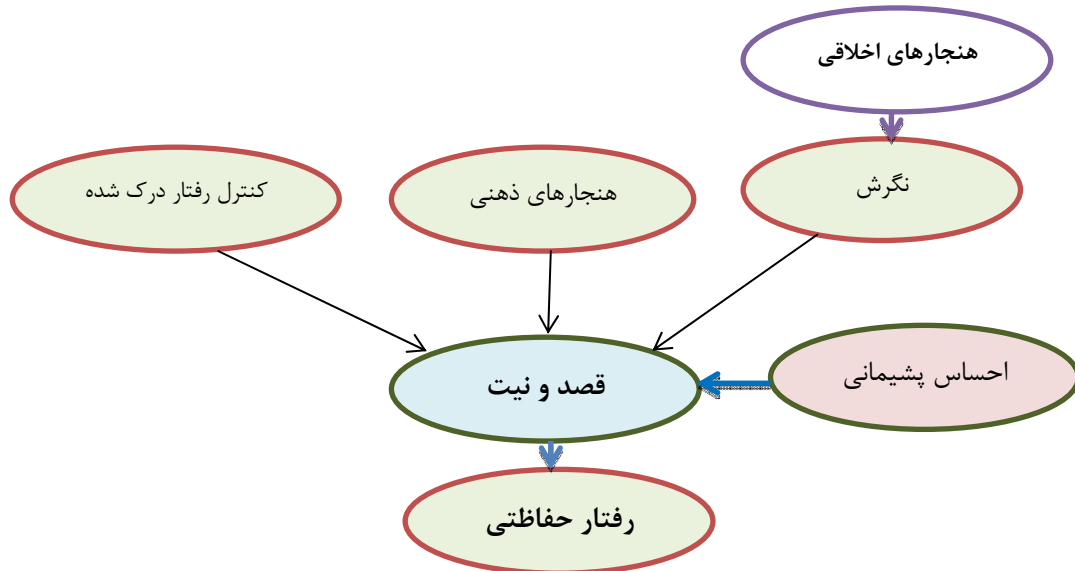 هنجارهای اخلاقی
نگرش
هنجارهای ذهنی
کنترل رفتار درک شده
احساس پشیمانی
قصد و نیت
رفتار حفاظتی